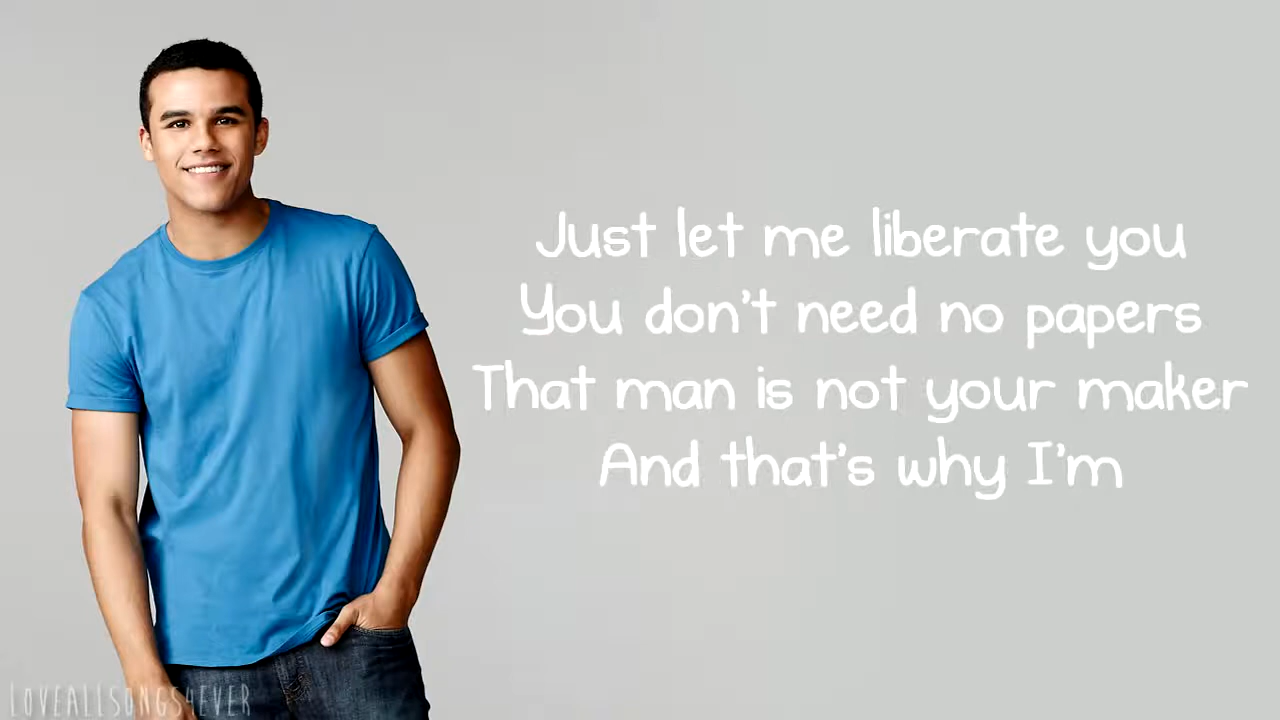 Just let me liberate you
You don't need no papers
That man is not your maker
And that's why I'm
LOVEALLSONGS4EVER